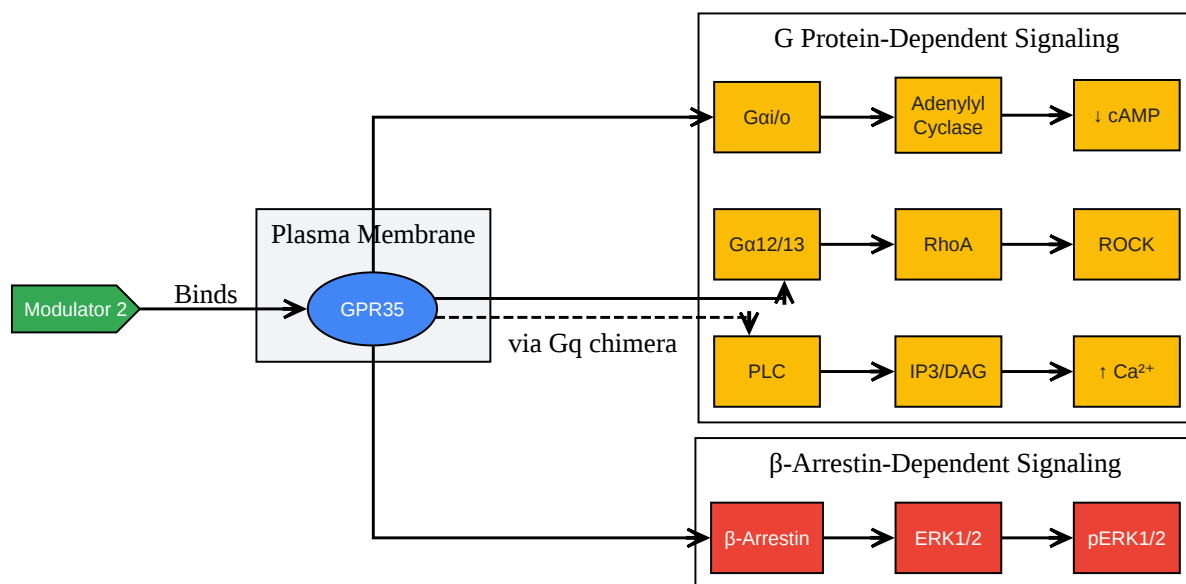 G Protein-Dependent Signaling
Gαi/o
Adenylyl
Cyclase
↓ cAMP
Plasma Membrane
Gα12/13
RhoA
ROCK
Modulator 2
Binds
GPR35
via Gq chimera
PLC
IP3/DAG
↑ Ca²⁺
β-Arrestin-Dependent Signaling
β-Arrestin
ERK1/2
pERK1/2